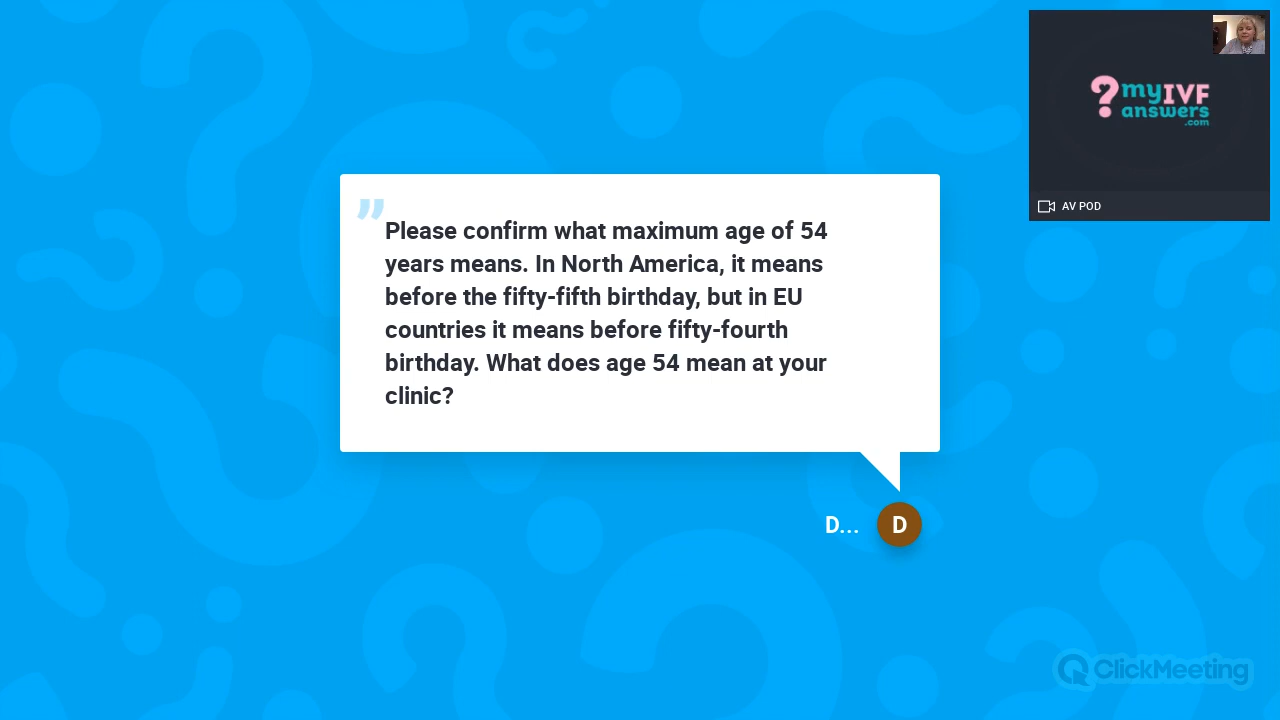 ?myIVF
answers
.com
AV POD
"
Please confirm what maximum age of 54
years means. In North America, it means
before the fifty-fifth birthday, but in EU
countries it means before fifty-fourth
birthday. What does age 54 mean at your
clinic?
D... D
ClickMeeting